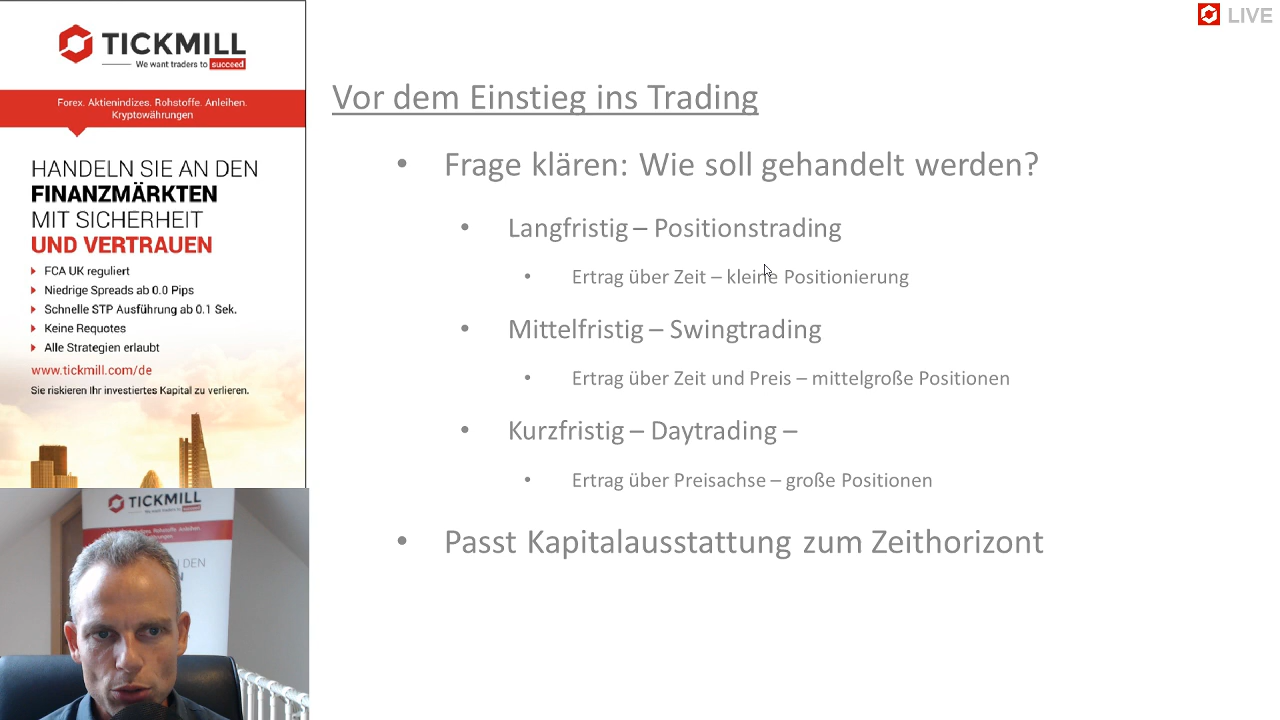 TICKMILL
We want traders to succeed
Forex. Aktienindizes. Rohstoffe. Anleihen.
Kryptowährungen
HANDELN SIE AN DEN
FINANZMÄRKTEN
MIT SICHERHEIT
UND VERTRAUEN
FCA UK reguliert
Niedrige Spreads ab 0.0 Pips
Schnelle STP Ausführung ab 0.1 Sek.
Keine Requotes
Alle Strategien erlaubt
www.tickmill.com/de
Sie riskieren Ihr investiertes Kapital zu verlieren.
TICKMILL
LIVE
Vor dem Einstieg ins Trading
• Frage klären: Wie soll gehandelt werden?
• Langfristig – Positionstrading
• Ertrag über Zeit – kleine Positionierung
• Mittelfristig – Swingtrading
• Ertrag über Zeit und Preis – mittelgroße Positionen
• Kurzfristig – Daytrading –
• Ertrag über Preisachse – große Positionen
• Passt Kapitalausstattung zum Zeithorizont